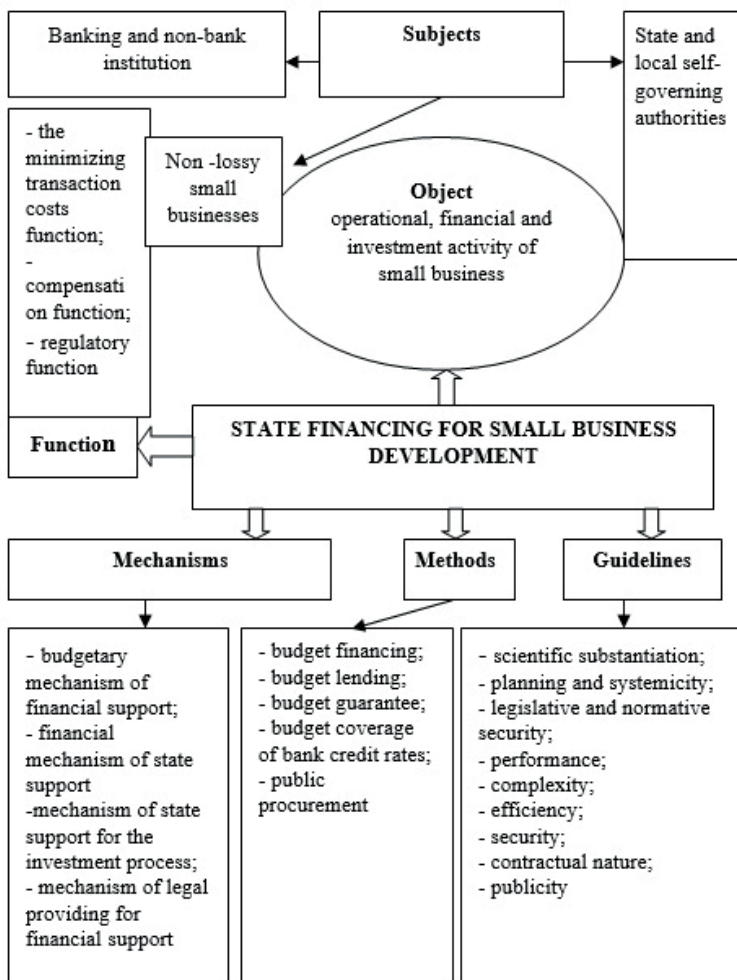 Banking and non-bank
institution
Subjects
State and
local self-
governing
authorities
- the
minimizing
transaction
costs
function;
-
compensati
on function;
- regulatory
function
Non -lossy
small
businesses
Object
operational, financial and
investment activity of
small business
Function
STATE FINANCING FOR SMALL BUSINESS
DEVELOPMENT
Mechanisms
Methods
Guidelines
- budgetary
mechanism of
financial support;
- financial
mechanism of state
support
-mechanism of state
support for the
investment process;
- mechanism of legal
providing for
financial support
- budget financing;
- budget lending;
- budget guarantee;
- budget coverage
of bank credit rates;
- public
procurement
- scientific substantiation;
- planning and systemicity;
- legislative and normative
security;
- performance;
- complexity;
- efficiency;
- security;
- contractual nature;
- publicity